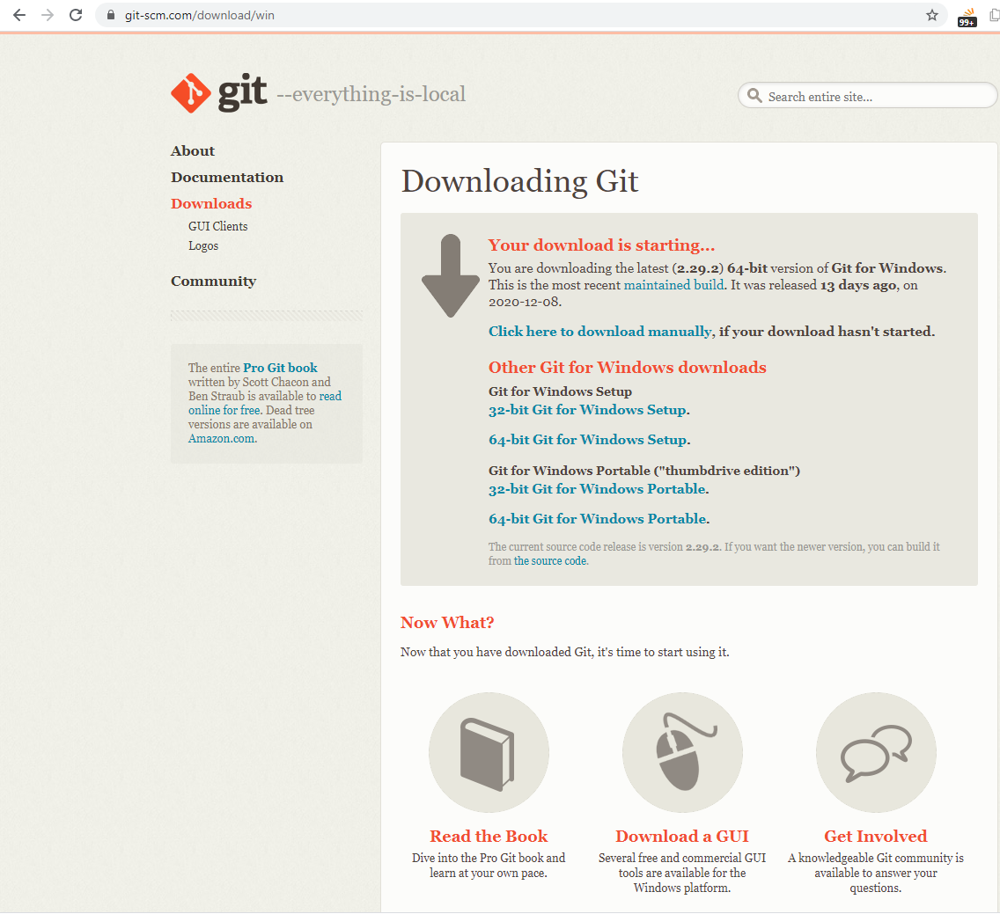 git-scm.com/download/win
99+
git --everything-is-local
Search entire site...
About
Documentation
Downloads
GUI Clients
Logos
Community
The entire Pro Git book
written by Scott Chacon and
Ben Straub is available to read
online for free. Dead tree
versions are available on
Amazon.com.
Downloading Git
Your download is starting...
You are downloading the latest (2.29.2) 64-bit version of Git for Windows.
This is the most recent maintained build. It was released 13 days ago, on
2020-12-08.
Click here to download manually, if your download hasn't started.
Other Git for Windows downloads
Git for Windows Setup
32-bit Git for Windows Setup.
64-bit Git for Windows Setup.
Git for Windows Portable ("thumbdrive edition")
32-bit Git for Windows Portable.
64-bit Git for Windows Portable.
The current source code release is version 2.29.2. If you want the newer version, you can build it
from the source code.
Now What?
Now that you have downloaded Git, it's time to start using it.
Read the Book
Dive into the Pro Git book and
learn at your own pace.
Download a GUI
Several free and commercial GUI
tools are available for the
Windows platform.
Get Involved
A knowledgeable Git community is
available to answer your
questions.